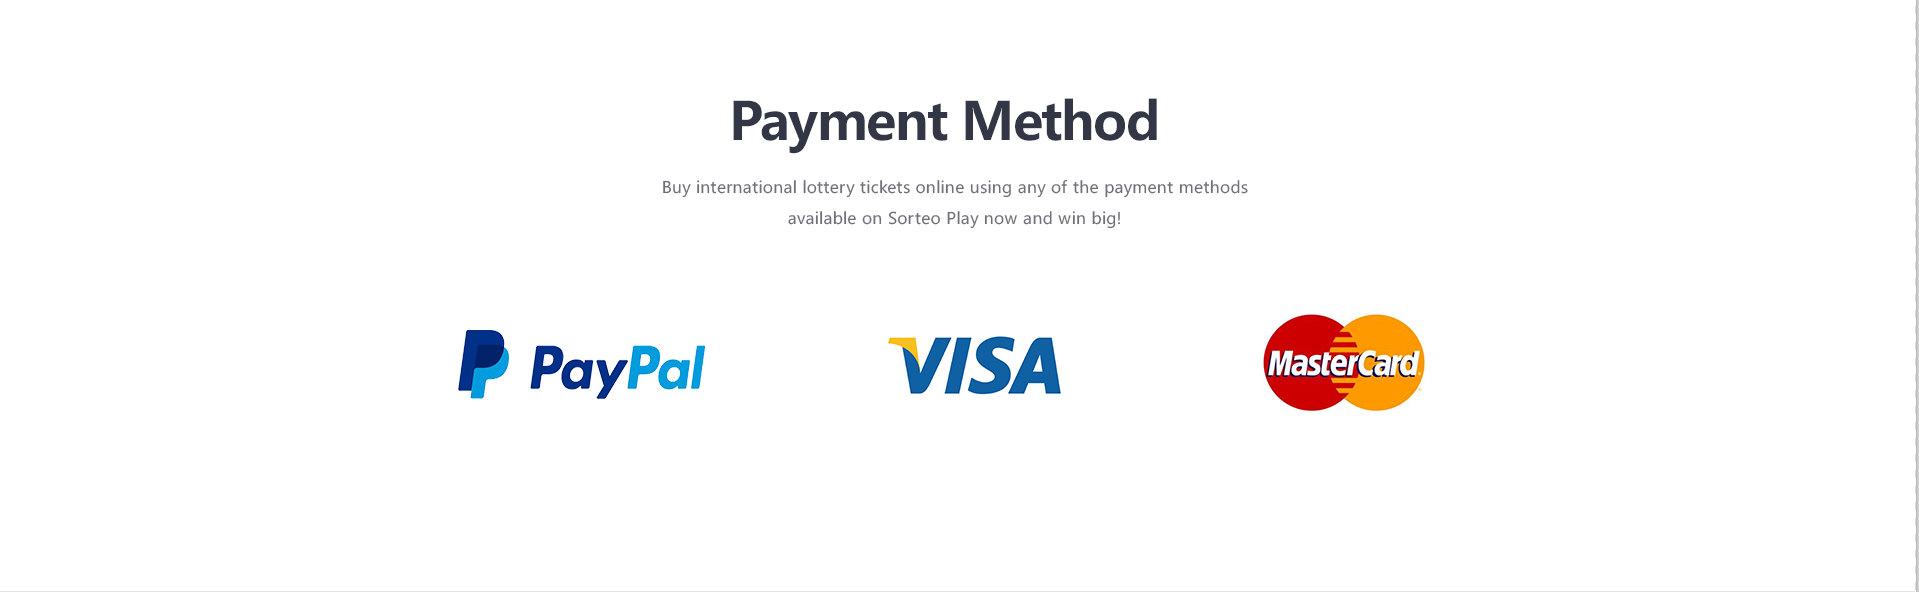 Payment Method
Buy international lottery tickets online using any of the payment methods
available on Sorteo Play now and win big!
PayPal
VISA
MasterCard